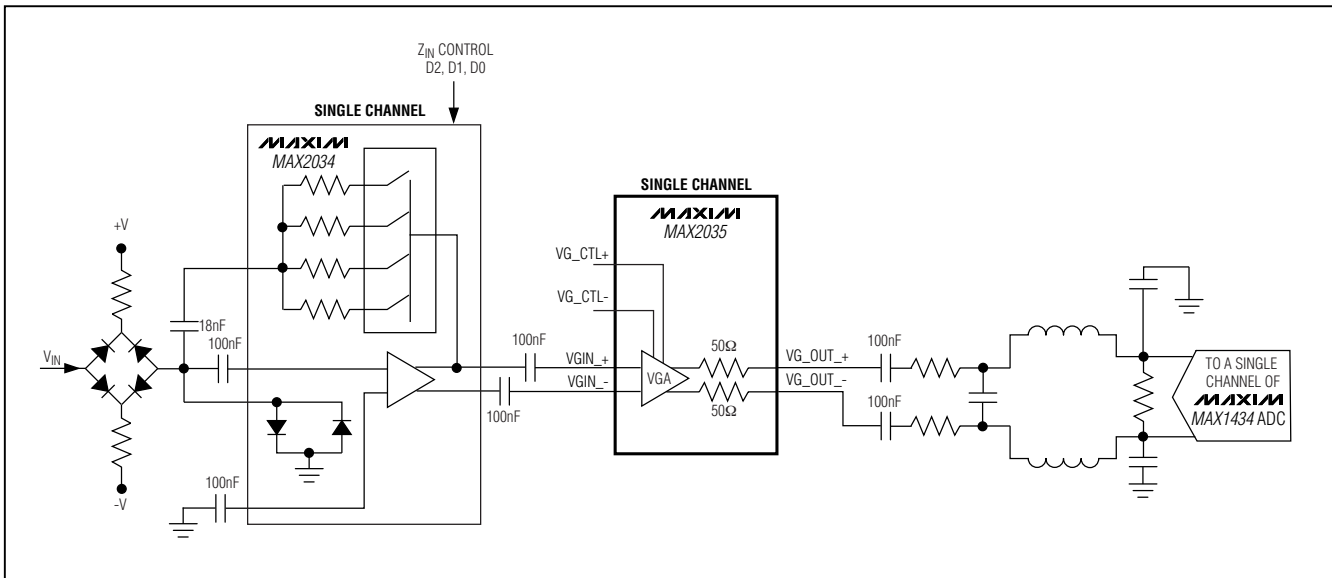 Z_IN CONTROL
D2, D1, D0
SINGLE CHANNEL
MAXIM
MAX2034
+V
18nF
100nF
V_IN
-V
100nF
100nF
100nF
SINGLE CHANNEL
MAXIM
MAX2035
VG_CTL+
VG_CTL-
VGIN_+
VGIN_-
VGA
50Ω
50Ω
VG_OUT_+
VG_OUT_-
100nF
100nF
TO A SINGLE
CHANNEL OF
MAXIM
MAX1434 ADC